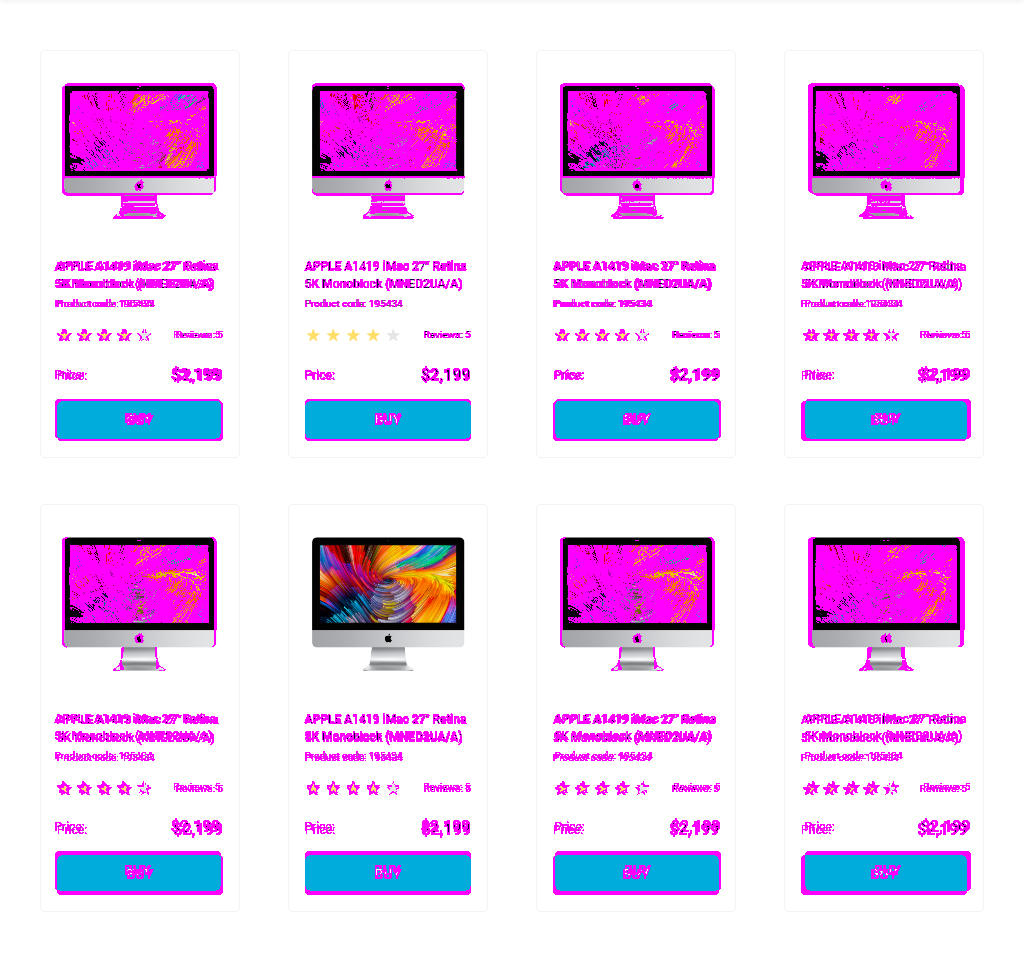 APPLE A1419 iMac 27" Retina
5K Monoblock (MNED2UA/A)
Product code: 195434
Reviews: 5
Price:
$2,199
BUY
APPLE A1419 iMac 27" Retina
5K Monoblock (MNED2UA/A)
Product code: 195434
Reviews: 5
Price:
$2,199
BUY
APPLE A1419 iMac 27" Retina
5K Monoblock (MNED2UA/A)
Product code: 195434
Reviews: 5
Price:
$2,199
BUY
APPLE A1419 iMac 27" Retina
5K Monoblock (MNED2UA/A)
Product code: 195434
Reviews: 5
Price:
$2,199
BUY
APPLE A1419 iMac 27" Retina
5K Monoblock (MNED2UA/A)
Product code: 195434
Reviews: 5
Price:
$2,199
BUY
APPLE A1419 iMac 27" Retina
5K Monoblock (MNED2UA/A)
Product code: 195434
Reviews: 5
Price:
$2,199
BUY
APPLE A1419 iMac 27" Retina
5K Monoblock (MNED2UA/A)
Product code: 195434
Reviews: 5
Price:
$2,199
BUY
APPLE A1419 iMac 27" Retina
5K Monoblock (MNED2UA/A)
Product code: 195434
Reviews: 5
Price:
$2,199
BUY